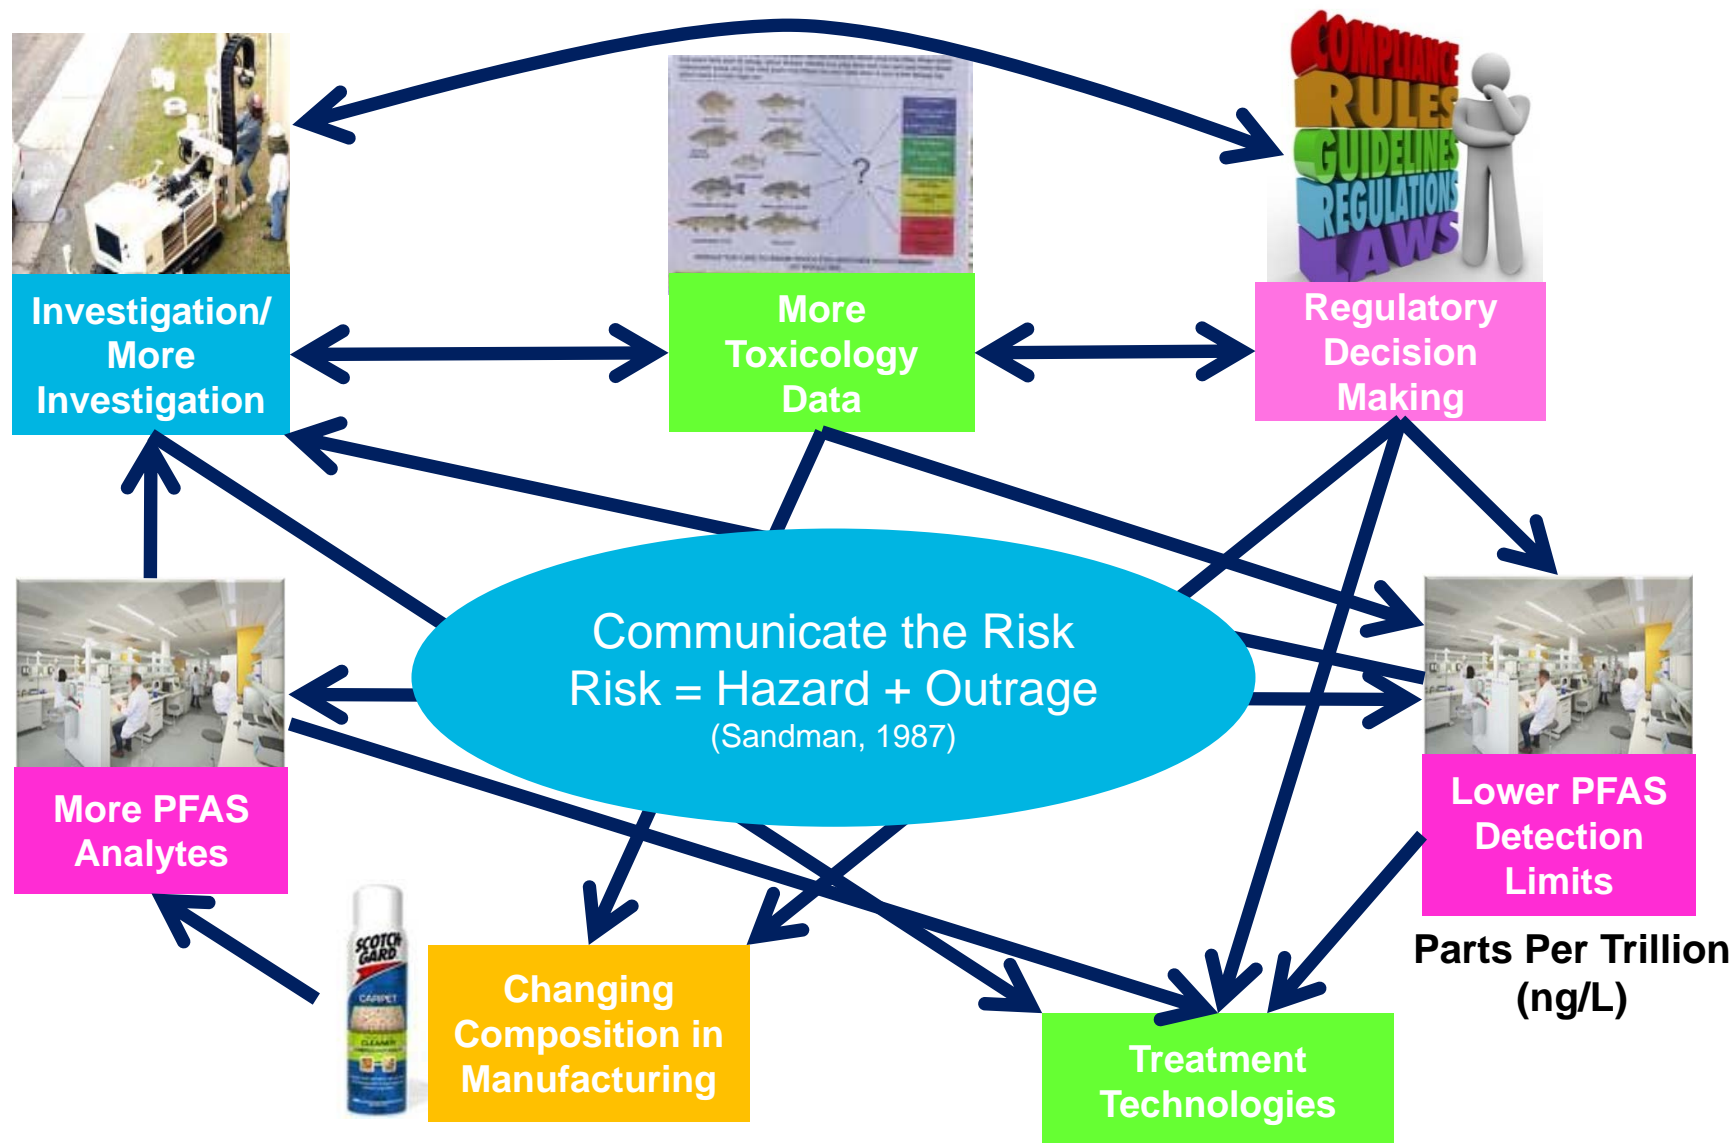 COMPLIANCE
RULES
GUIDELINES
REGULATIONS
LAWS
?
Investigation/
More
Investigation
More
Toxicology
Data
Regulatory
Decision
Making
Communicate the Risk
Risk = Hazard + Outrage
(Sandman, 1987)
More PFAS
Analytes
Lower PFAS
Detection
Limits
Parts Per Trillion
(ng/L)
SCOTCH
GARD
CARPET
CLEANER
Changing
Composition in
Manufacturing
Treatment
Technologies